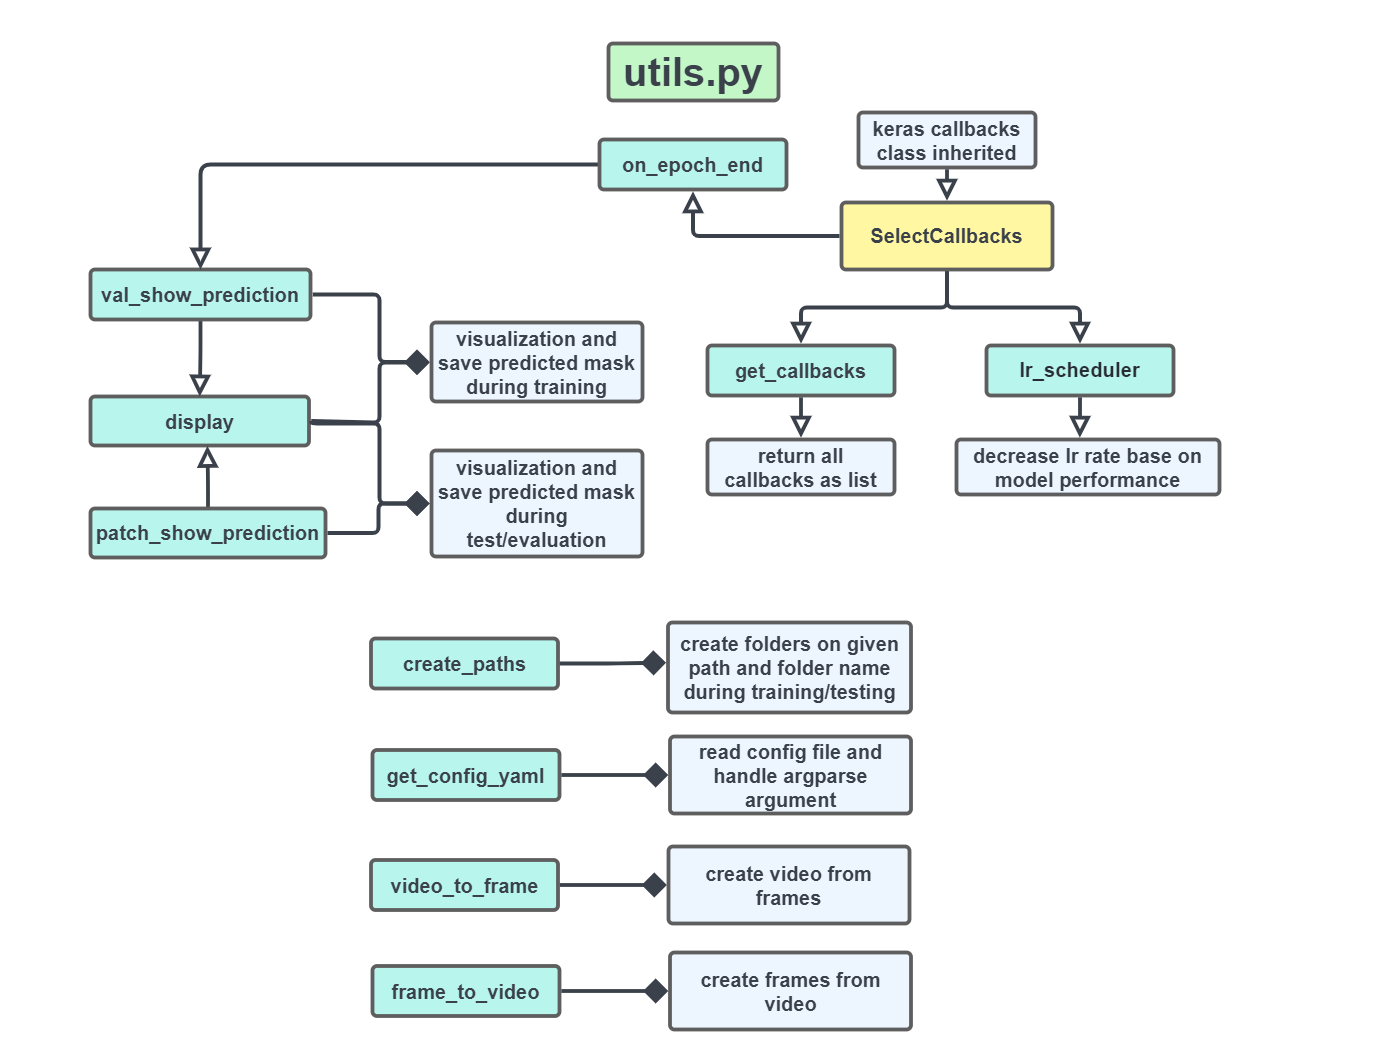 utils.py
keras callbacks
class inherited
on_epoch_end
SelectCallbacks
val_show_prediction
visualization and
save predicted mask
during training
get_callbacks
lr_scheduler
display
return all
callbacks as list
decrease lr rate base on
model performance
visualization and
save predicted mask
during
test/evaluation
patch_show_prediction
create_paths
create folders on given
path and folder name
during training/testing
get_config_yaml
read config file and
handle argparse
argument
video_to_frame
create video from
frames
frame_to_video
create frames from
video